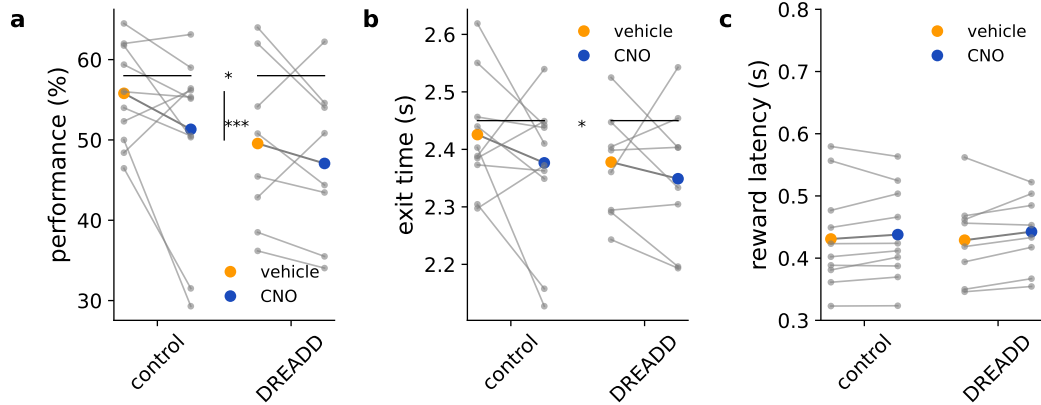 a
performance (%)
60
50
40
30
*
***
vehicle
CNO
control
DREADD
b
exit time (s)
2.6
2.5
2.4
2.3
2.2
vehicle
CNO
*
control
DREADD
c
reward latency (s)
0.8
0.7
0.6
0.5
0.4
0.3
vehicle
CNO
control
DREADD